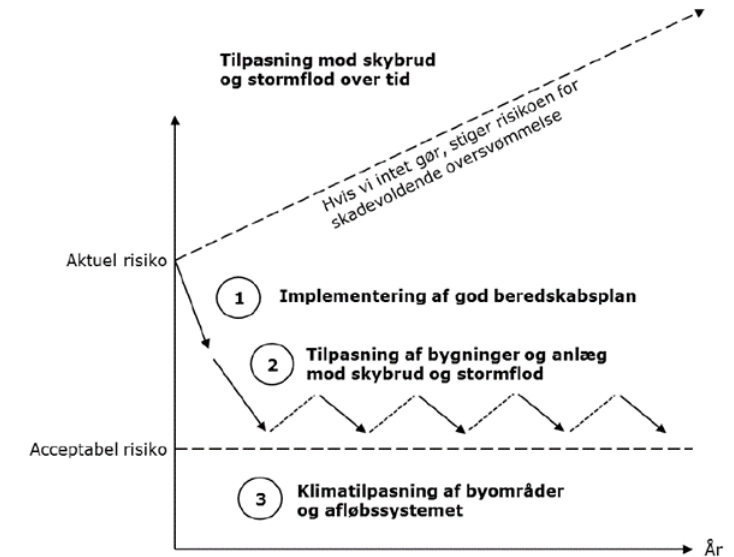 Tilpasning mod skybrud
og stormflod over tid
Hvis vi intet gør, stiger risikoen for
skadevoldende oversvømmelse
Aktuel risiko
1 Implementering af god beredskabsplan
2 Tilpasning af bygninger og anlæg
mod skybrud og stormflod
Acceptabel risiko
3 Klimatilpasning af byområder
og afløbssystemet
År